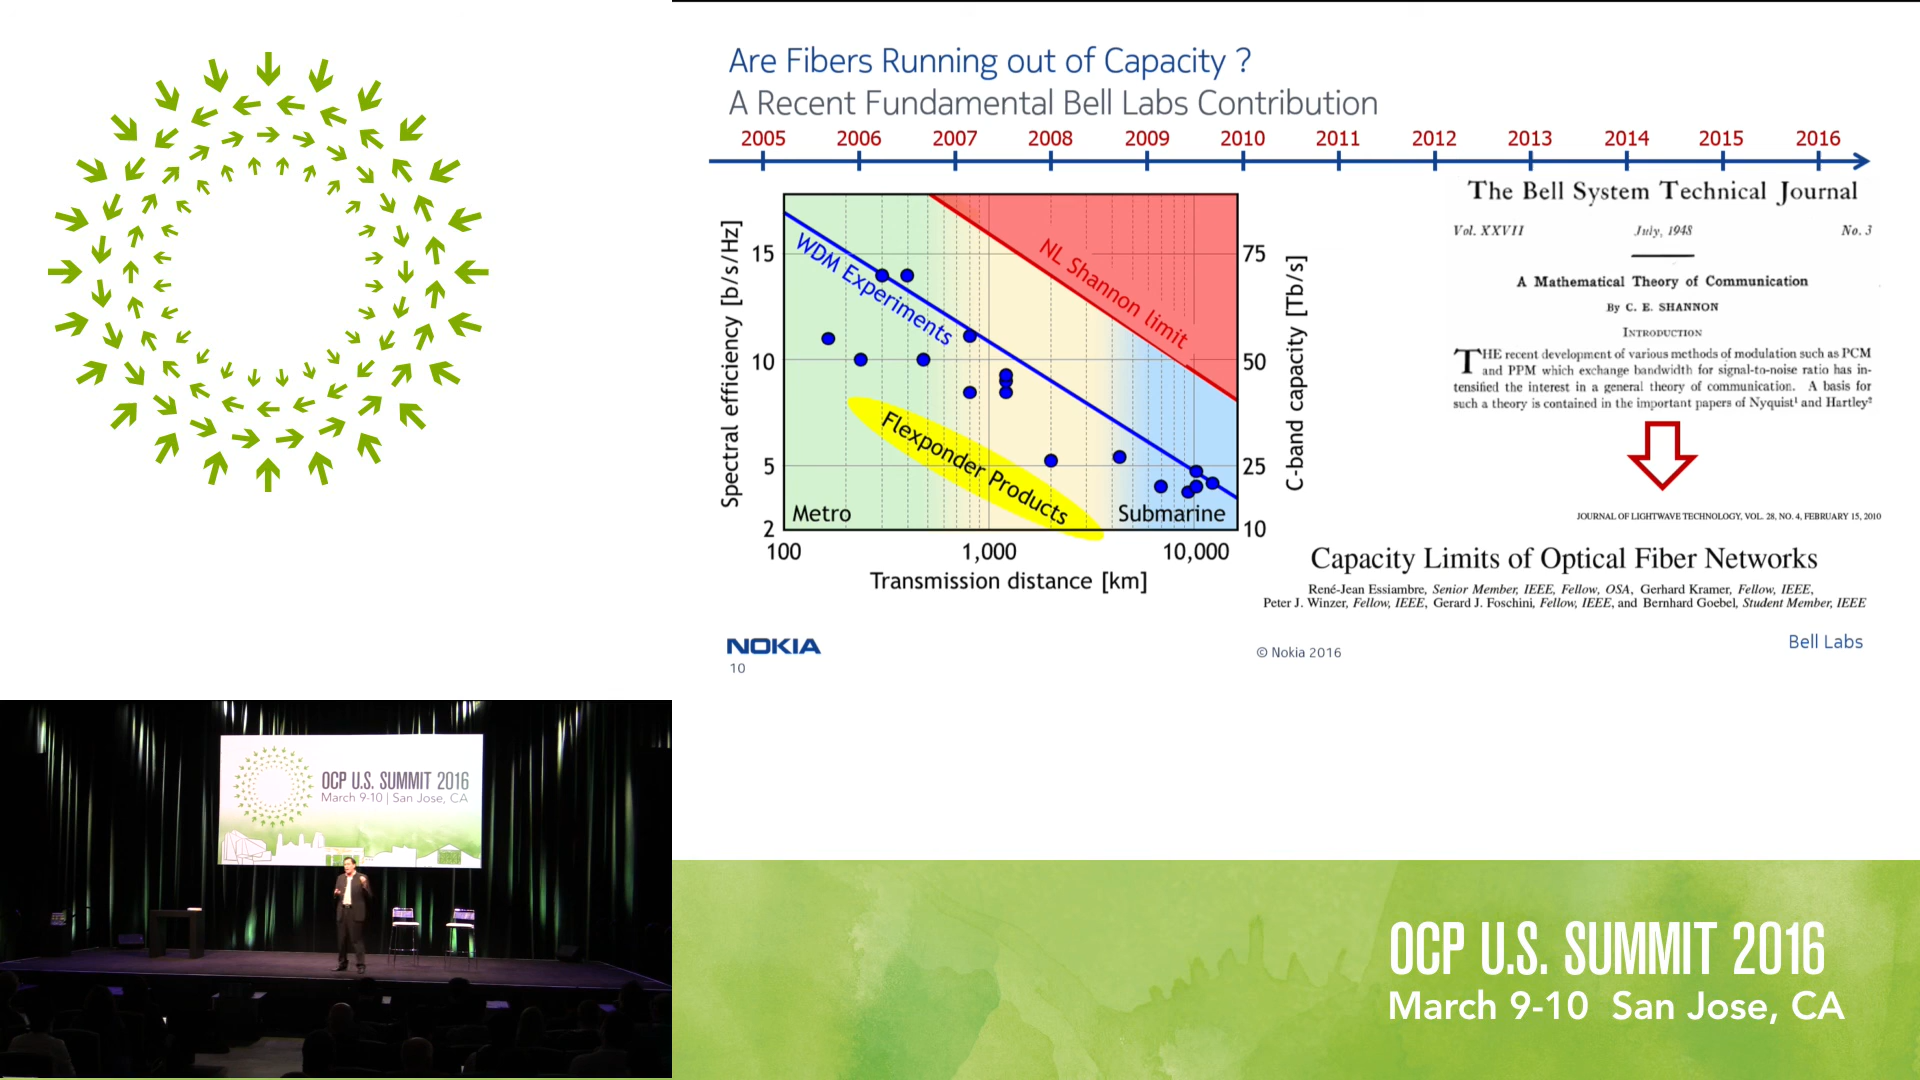 Are Fibers Running out of Capacity ?
A Recent Fundamental Bell Labs Contribution
2005 2006 2007 2008 2009 2010 2011 2012 2013 2014 2015 2016
Spectral efficiency [b/s/Hz]
15
10
5
2
WDM Experiments
NL Shannon limit
Flexponder Products
Metro
Submarine
75
50
25
10
C-band capacity [Tb/s]
100 1,000 10,000
Transmission distance [km]
The Bell System Technical Journal
Vol. XXVII July, 1948 No. 3
A Mathematical Theory of Communication
By C. E. SHANNON
INTRODUCTION
THE recent development of various methods of modulation such as PCM
and PPM which exchange bandwidth for signal-to-noise ratio has in-
tensified the interest in a general theory of communication. A basis for
such a theory is contained in the important papers of Nyquist¹ and Hartley²
JOURNAL OF LIGHTWAVE TECHNOLOGY, VOL. 28, NO. 4, FEBRUARY 15, 2010
Capacity Limits of Optical Fiber Networks
René-Jean Essiambre, Senior Member, IEEE, Fellow, OSA, Gerhard Kramer, Fellow, IEEE,
Peter J. Winzer, Fellow, IEEE, Gerard J. Foschini, Fellow, IEEE, and Bernhard Goebel, Student Member, IEEE
NOKIA
10
© Nokia 2016
Bell Labs
OCP U.S. SUMMIT 2016
March 9-10 | San Jose, CA
OCP U.S. SUMMIT 2016
March 9-10 San Jose, CA